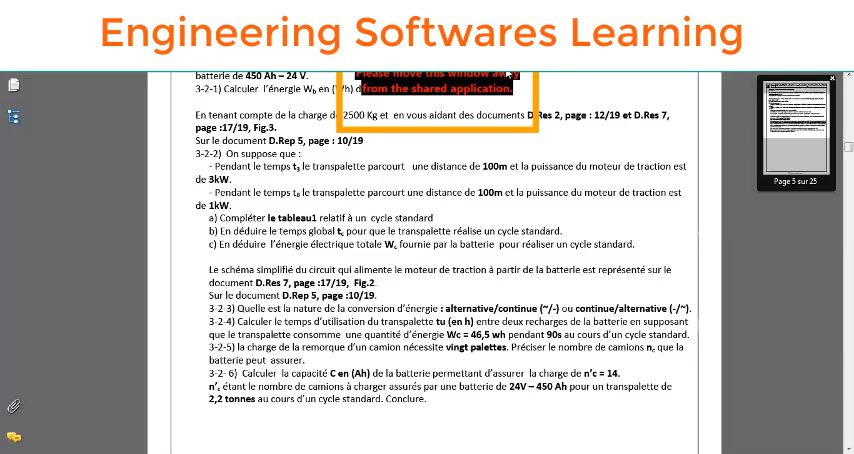 Engineering Softwares Learning
batterie de 450 Ah – 24 V.
Please move this window away
3-2-1) Calculer l'énergie Wb en (Wh) d
from the shared application.
En tenant compte de la charge de 2500 Kg et en vous aidant des documents D.Res 2, page : 12/19 et D.Res 7,
page :17/19, Fig.3.
Sur le document D.Rep 5, page : 10/19
3-2-2) On suppose que :
- Pendant le temps t3 le transpalette parcourt une distance de 100m et la puissance du moteur de traction est
de 3kW.
- Pendant le temps t8 le transpalette parcourt une distance de 100m et la puissance du moteur de traction est
de 1kW.
a) Compléter le tableau1 relatif à un cycle standard
b) En déduire le temps global tc pour que le transpalette réalise un cycle standard.
c) En déduire l'énergie électrique totale Wc fournie par la batterie pour réaliser un cycle standard.
Le schéma simplifié du circuit qui alimente le moteur de traction à partir de la batterie est représenté sur le
document D.Res 7, page :17/19, Fig.2.
Sur le document D.Rep 5, page :10/19.
3-2-3) Quelle est la nature de la conversion d'énergie : alternative/continue (~/-) ou continue/alternative (-/~).
3-2-4) Calculer le temps d'utilisation du transpalette tu (en h) entre deux recharges de la batterie en supposant
que le transpalette consomme une quantité d'énergie Wc = 46,5 wh pendant 90s au cours d'un cycle standard.
3-2-5) la charge de la remorque d'un camion nécessite vingt palettes. Préciser le nombre de camions nc que la
batterie peut assurer.
3-2- 6) Calculer la capacité C en (Ah) de la batterie permettant d'assurer la charge de n'c = 14.
n'c étant le nombre de camions à charger assurés par une batterie de 24V – 450 Ah pour un transpalette de
2,2 tonnes au cours d'un cycle standard. Conclure.
Page 5 sur 25